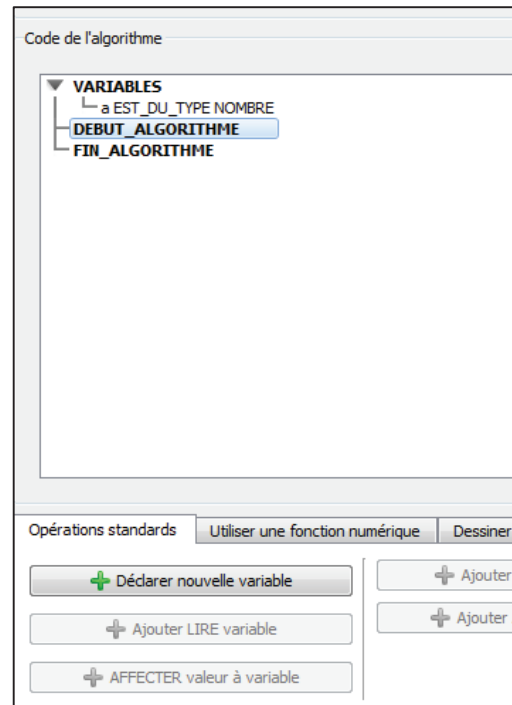 Code de l'algorithme
VARIABLES
a EST_DU_TYPE NOMBRE
DEBUT_ALGORITHME
FIN_ALGORITHME
Opérations standards
Utiliser une fonction numérique
Dessiner
Déclarer nouvelle variable
Ajouter
Ajouter LIRE variable
Ajouter
AFFECTER valeur à variable